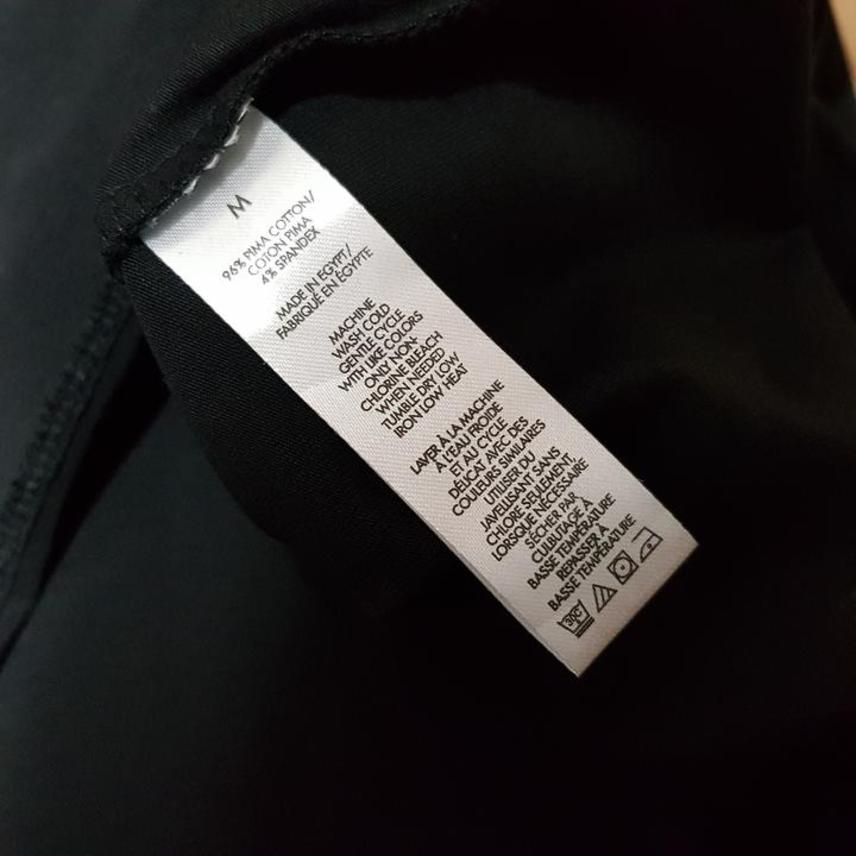 M
96% PIMA COTTON/
COTON PIMA
4% SPANDEX
MADE IN EGYPT/
FABRIQUÉ EN ÉGYPTE
MACHINE
WASH COLD
GENTLE CYCLE
WITH LIKE COLORS
ONLY NON-
CHLORINE BLEACH
WHEN NEEDED
TUMBLE DRY LOW
IRON LOW HEAT
LAVER À LA MACHINE
À L'EAU FROIDE
ET AU CYCLE
DÉLICAT AVEC DES
COULEURS SIMILAIRES
UTILISER DU
JAVELLISANT SANS
CHLORE SEULEMENT,
LORSQUE NÉCESSAIRE
SÉCHER PAR
CULBUTAGE À
BASSE TEMPÉRATURE
REPASSER À
BASSE TEMPÉRATURE
30C